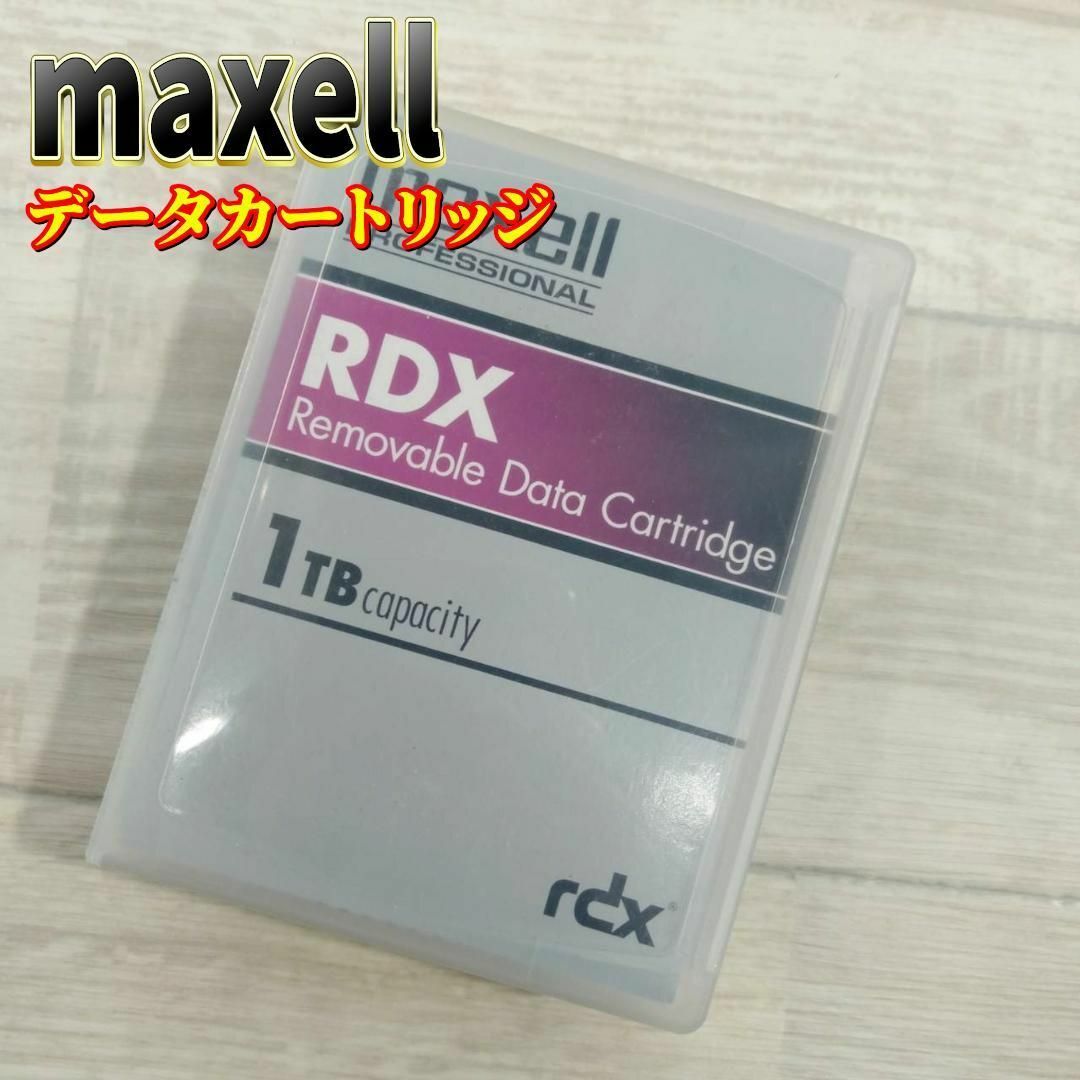 maxell
データカートリッジ
maxell
PROFESSIONAL
RDX
Removable Data Cartridge
1TB capacity
rdx®